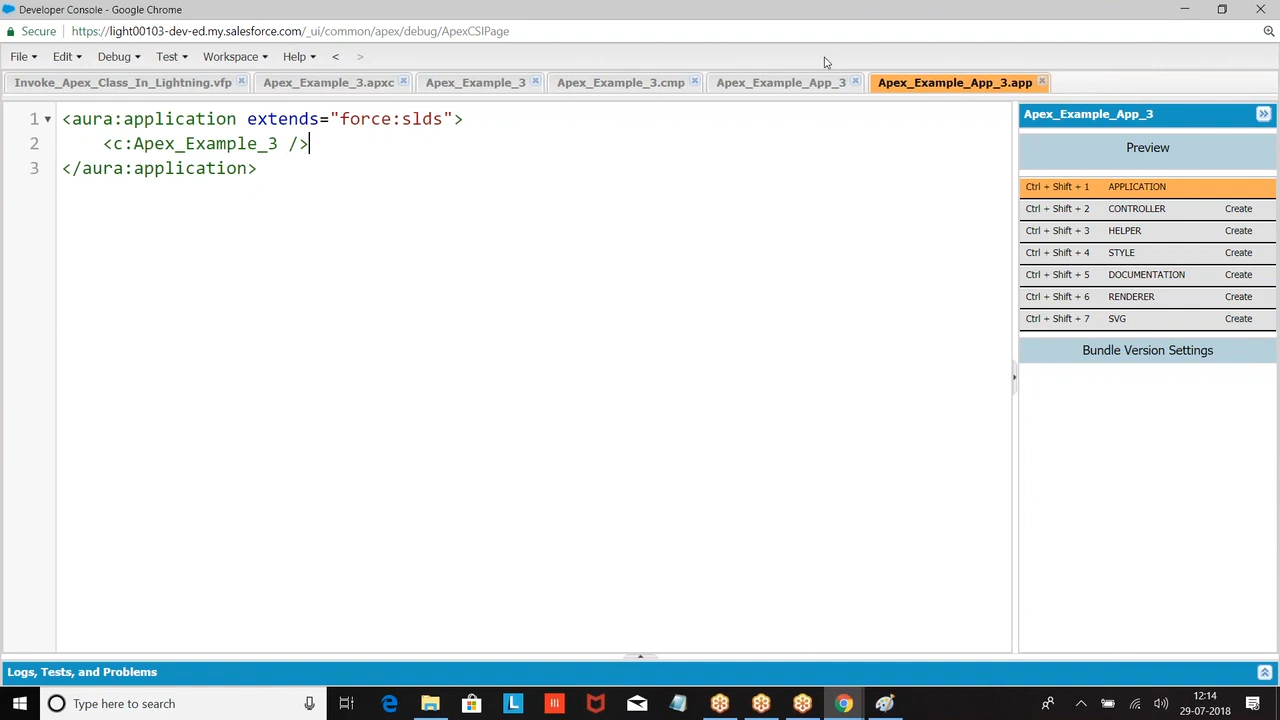 Developer Console - Google Chrome
Secure | https://light00103-dev-ed.my.salesforce.com/_ui/common/apex/debug/ApexCSIPage
File Edit Debug Test Workspace Help < >
Invoke_Apex_Class_In_Lightning.vfp Apex_Example_3.apxc Apex_Example_3 Apex_Example_3.cmp Apex_Example_App_3 Apex_Example_App_3.app
1 <aura:application extends="force:slds">
2 <c:Apex_Example_3 />
3 </aura:application>
Apex_Example_App_3
Preview
Ctrl + Shift + 1 APPLICATION
Ctrl + Shift + 2 CONTROLLER Create
Ctrl + Shift + 3 HELPER Create
Ctrl + Shift + 4 STYLE Create
Ctrl + Shift + 5 DOCUMENTATION Create
Ctrl + Shift + 6 RENDERER Create
Ctrl + Shift + 7 SVG Create
Bundle Version Settings
Logs, Tests, and Problems
Type here to search
12:14
29-07-2018